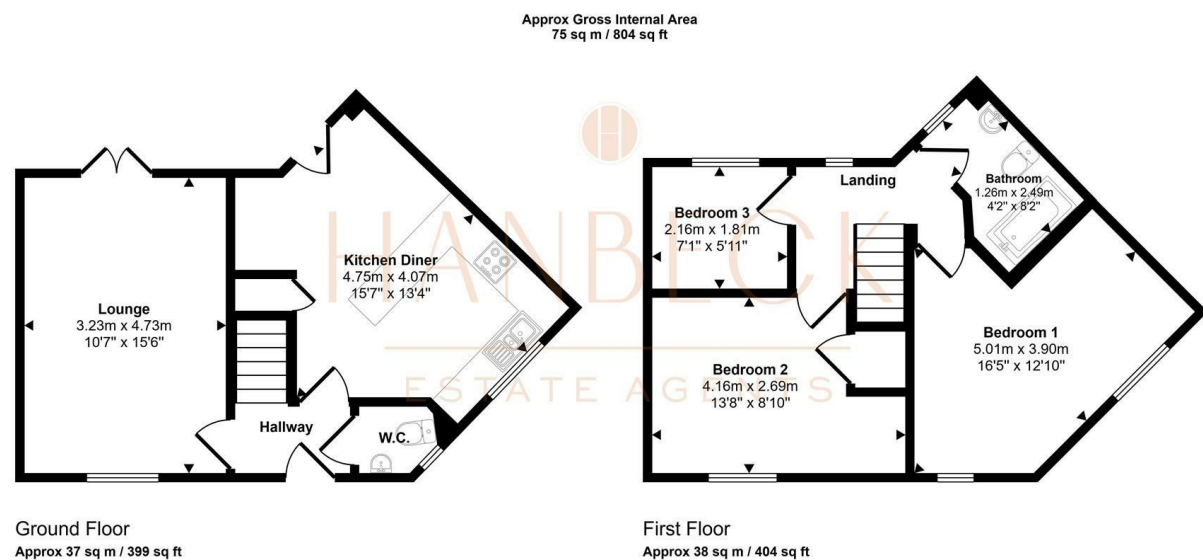 Approx Gross Internal Area
75 sq m / 804 sq ft
HANBECK
ESTATE AGENTS
Lounge
3.23m x 4.73m
10'7" x 15'6"
Kitchen Diner
4.75m x 4.07m
15'7" x 13'4"
Hallway
W.C.
Ground Floor
Approx 37 sq m / 399 sq ft
Landing
Bathroom
1.26m x 2.49m
4'2" x 8'2"
Bedroom 3
2.16m x 1.81m
7'1" x 5'11"
Bedroom 1
5.01m x 3.90m
16'5" x 12'10"
Bedroom 2
4.16m x 2.69m
13'8" x 8'10"
First Floor
Approx 38 sq m / 404 sq ft